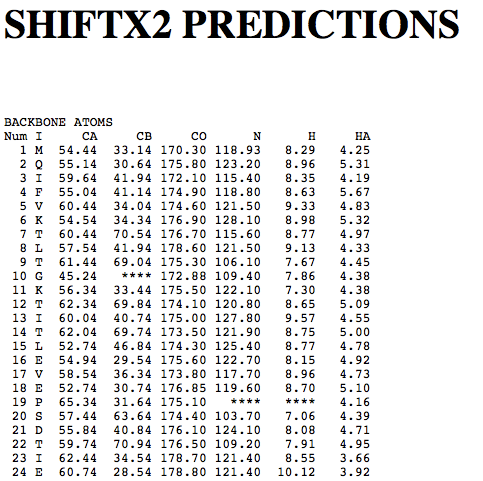 SHIFTX2 PREDICTIONS
BACKBONE ATOMS
Num I CA CB CO N H HA
1 M 54.44 33.14 170.30 118.93 8.29 4.25
2 Q 55.14 30.64 175.80 123.20 8.96 5.31
3 I 59.64 41.94 172.10 115.40 8.35 4.19
4 F 55.04 41.14 174.90 118.80 8.63 5.67
5 V 60.44 34.04 174.60 121.50 9.33 4.83
6 K 54.54 34.34 176.90 128.10 8.98 5.32
7 T 60.44 70.54 176.70 115.60 8.77 4.97
8 L 57.54 41.94 178.60 121.50 9.13 4.33
9 T 61.44 69.04 175.30 106.10 7.67 4.45
10 G 45.24 **** 172.88 109.40 7.86 4.38
11 K 56.34 33.44 175.50 122.10 7.30 4.38
12 T 62.34 69.84 174.10 120.80 8.65 5.09
13 I 60.04 40.74 175.00 127.80 9.57 4.55
14 T 62.04 69.74 173.50 121.90 8.75 5.00
15 L 52.74 46.84 174.30 125.40 8.77 4.78
16 E 54.94 29.54 175.60 122.70 8.15 4.92
17 V 58.54 36.34 173.80 117.70 8.96 4.73
18 E 52.74 30.74 176.85 119.60 8.70 5.10
19 P 65.34 31.64 175.10 **** **** 4.16
20 S 57.44 63.64 174.40 103.70 7.06 4.39
21 D 55.84 40.84 176.10 124.10 8.08 4.71
22 T 59.74 70.94 176.50 109.20 7.91 4.95
23 I 62.44 34.54 178.70 121.40 8.55 3.66
24 E 60.74 28.54 178.80 121.40 10.12 3.92